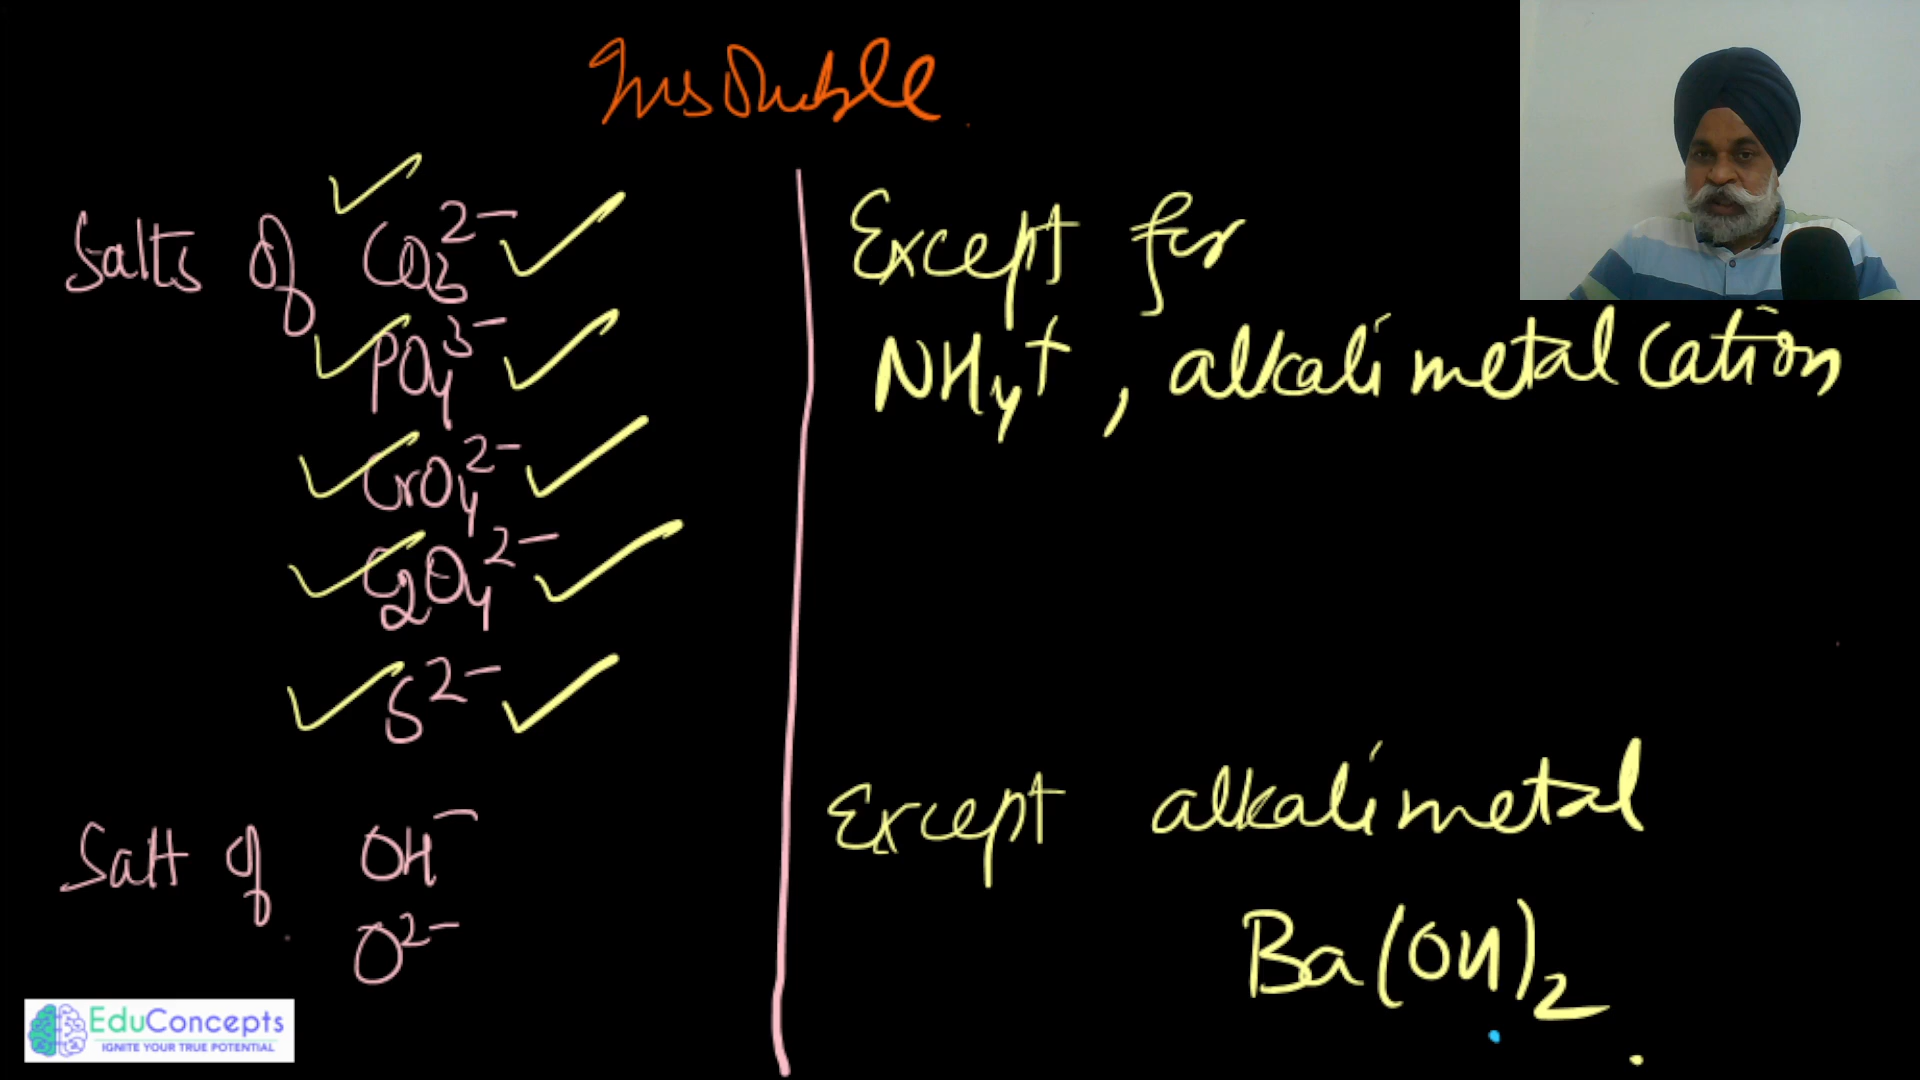 Insoluble
Salts of CO3^2-
PO4^3-
CrO4^2-
C2O4^2-
S^2-
Except for
NH4+, alkali metal cation
Salt of OH^-
O^2-
Except alkali metal
Ba(OH)2
EduConcepts
IGNITE YOUR TRUE POTENTIAL